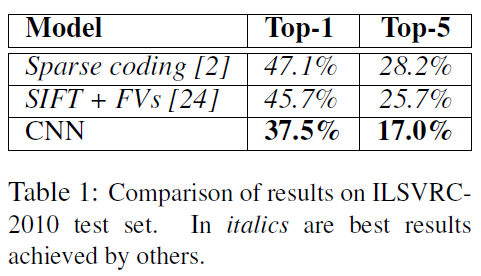 Model Top-1 Top-5
Sparse coding [2] 47.1% 28.2%
SIFT + FVs [24] 45.7% 25.7%
CNN 37.5% 17.0%
Table 1: Comparison of results on ILSVRC-
2010 test set. In italics are best results
achieved by others.